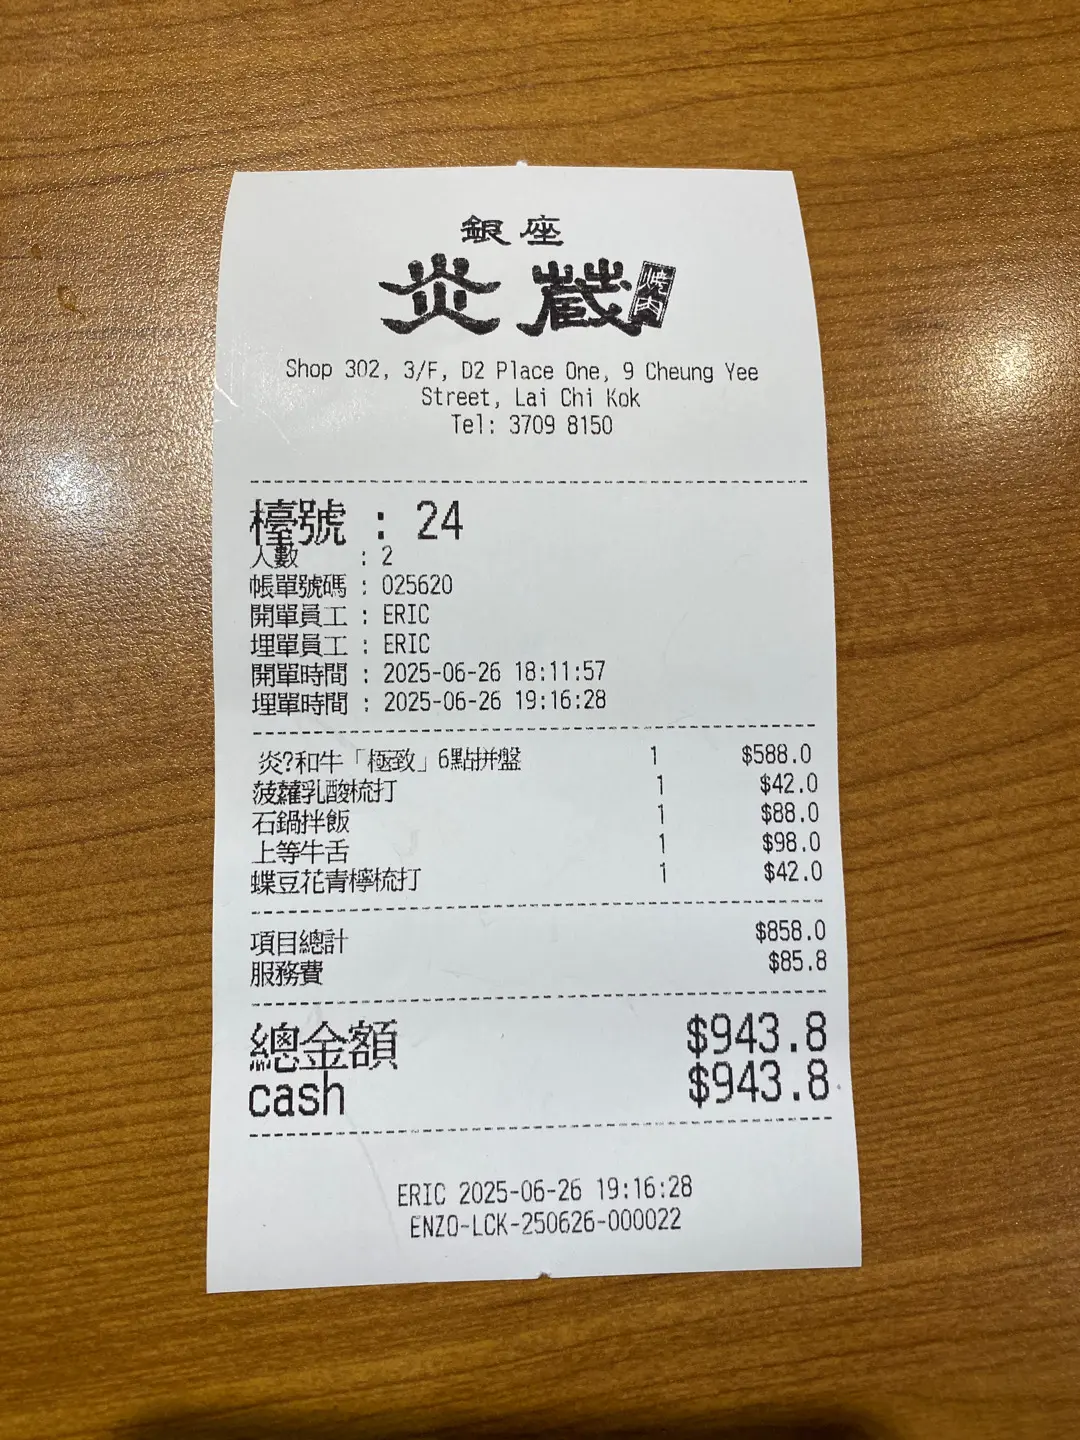 銀座
炎蔵 焼肉
Shop 302, 3/F, D2 Place One, 9 Cheung Yee
Street, Lai Chi Kok
Tel: 3709 8150
檯號 : 24
人數 : 2
帳單號碼 : 025620
開單員工 : ERIC
埋單員工 : ERIC
開單時間 : 2025-06-26 18:11:57
埋單時間 : 2025-06-26 19:16:28
炎?和牛「極致」6點拼盤 1 $588.0
菠蘿乳酸梳打 1 $42.0
石鍋拌飯 1 $88.0
上等牛舌 1 $98.0
蝶豆花青檸梳打 1 $42.0
項目總計 $858.0
服務費 $85.8
總金額 $943.8
cash $943.8
ERIC 2025-06-26 19:16:28
ENZO-LCK-250626-000022